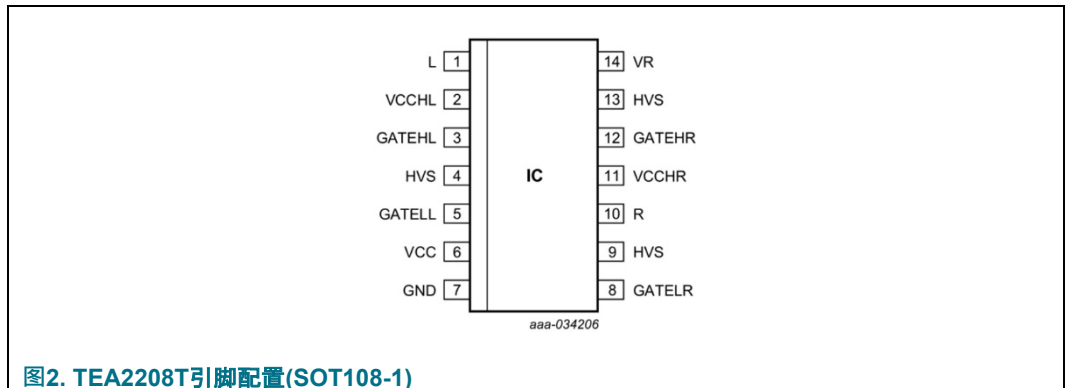 L 1 14 VR
VCCHL 2 13 HVS
GATEHL 3 12 GATEHR
HVS 4 IC 11 VCCHR
GATELL 5 10 R
VCC 6 9 HVS
GND 7 8 GATELR
aaa-034206
图2. TEA2208T引脚配置(SOT108-1)